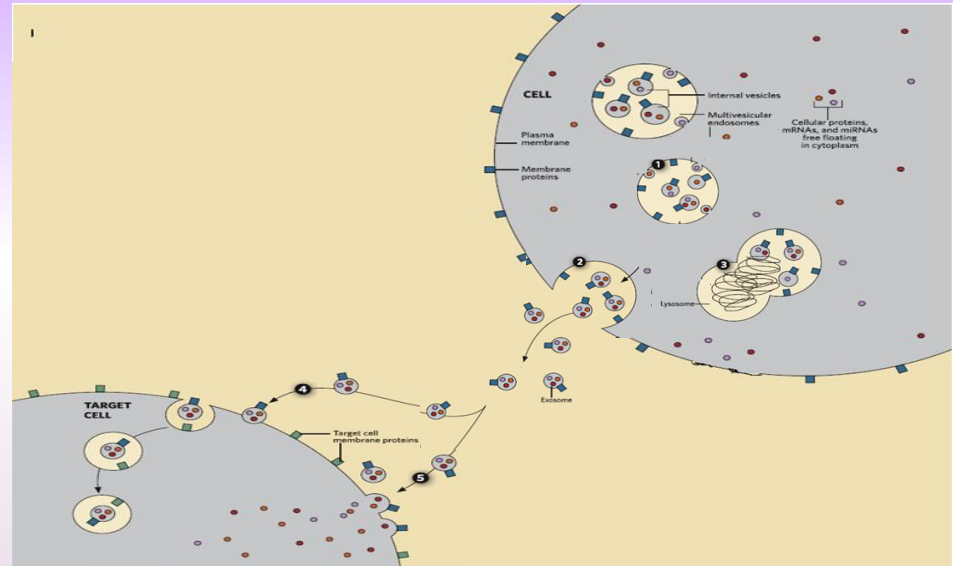 I
CELL
Internal vesicles
Multivesicular
endosomes
Cellular proteins,
mRNAs, and miRNAs
free floating
in cytoplasm
Plasma
membrane
Membrane
proteins
1
2
3
Lysosome
Exosome
4
TARGET
CELL
Target cell
membrane proteins
5